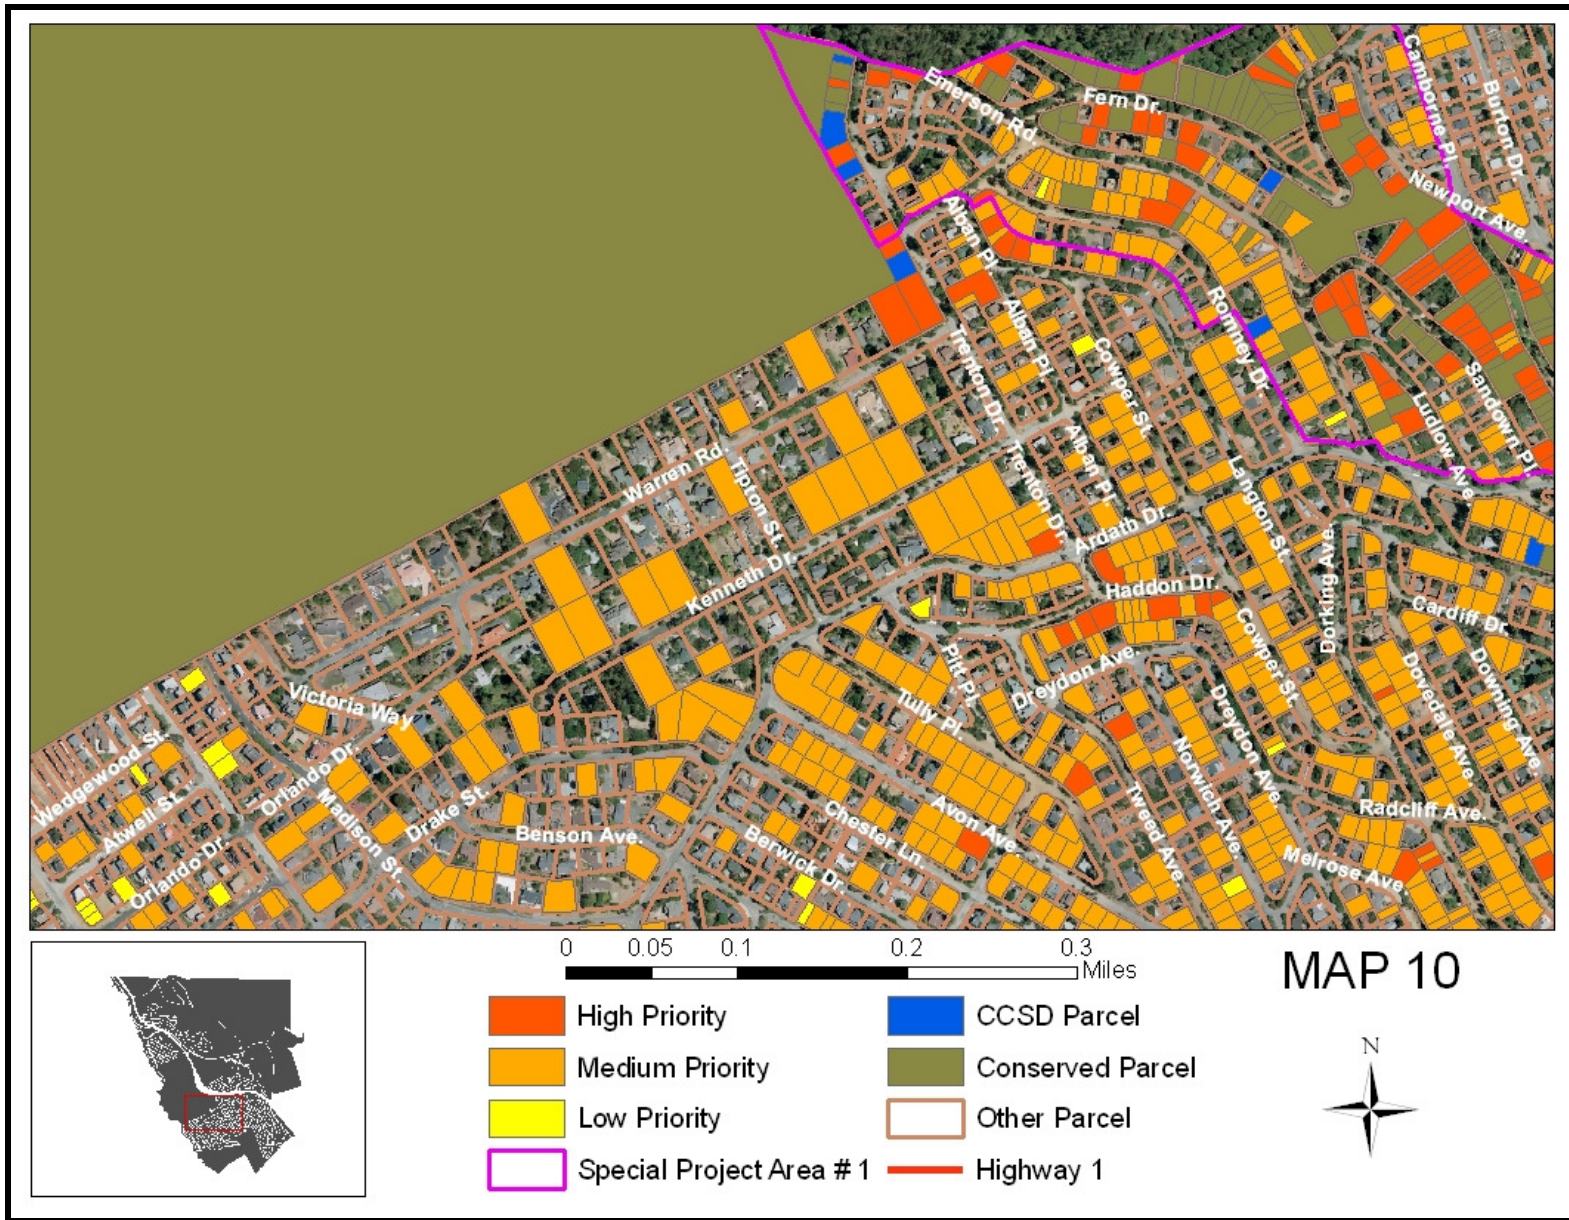 Camborne Pl.
Burton Dr.
Emerson Rd.
Fern Dr.
Newport Ave.
Alban Pl.
Romney Dr.
Alban Pl.
Trenton Dr.
Cowper St.
Sandown Pl.
Ludlow Ave.
Alban Pl.
Warren Rd.
Tipton St.
Trenton Dr.
Langton St.
Ardath Dr.
Kenneth Dr.
Haddon Dr.
Dorking Ave.
Cardiff Dr.
Cowper St.
Pitt Pl.
Dreydon Ave.
Downing Ave.
Dovedale Ave.
Victoria Way
Tully Pl.
Dreydon Ave.
Wedgewood St.
Orlando Dr.
Norwich Ave.
Atwell St.
Madison St.
Drake St.
Benson Ave.
Avon Ave.
Chester Ln.
Tweed Ave.
Radcliff Ave.
Orlando Dr.
Berwick Dr.
Melrose Ave.
0 0.05 0.1 0.2 0.3
Miles
MAP 10
High Priority
CCSD Parcel
Medium Priority
Conserved Parcel
Low Priority
Other Parcel
Special Project Area # 1
Highway 1
N